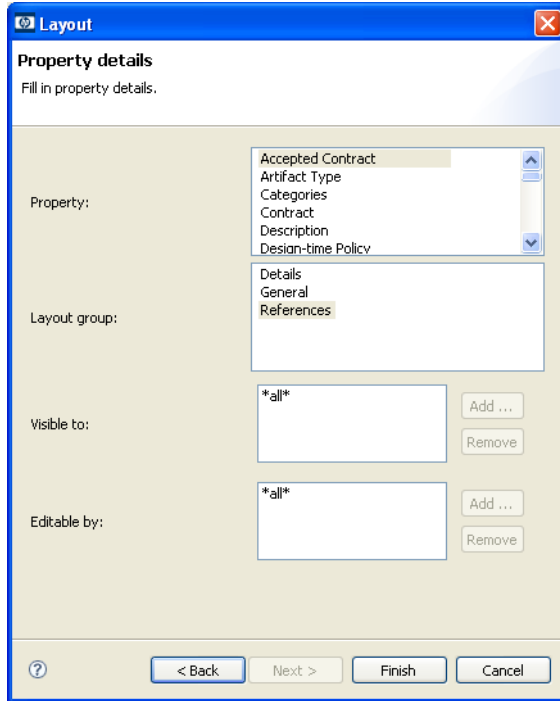 Layout
Property details
Fill in property details.
Property:
Accepted Contract
Artifact Type
Categories
Contract
Description
Design-time Policy
Layout group:
Details
General
References
Visible to:
*all*
Add ...
Remove
Editable by:
*all*
Add ...
Remove
?
< Back
Next >
Finish
Cancel